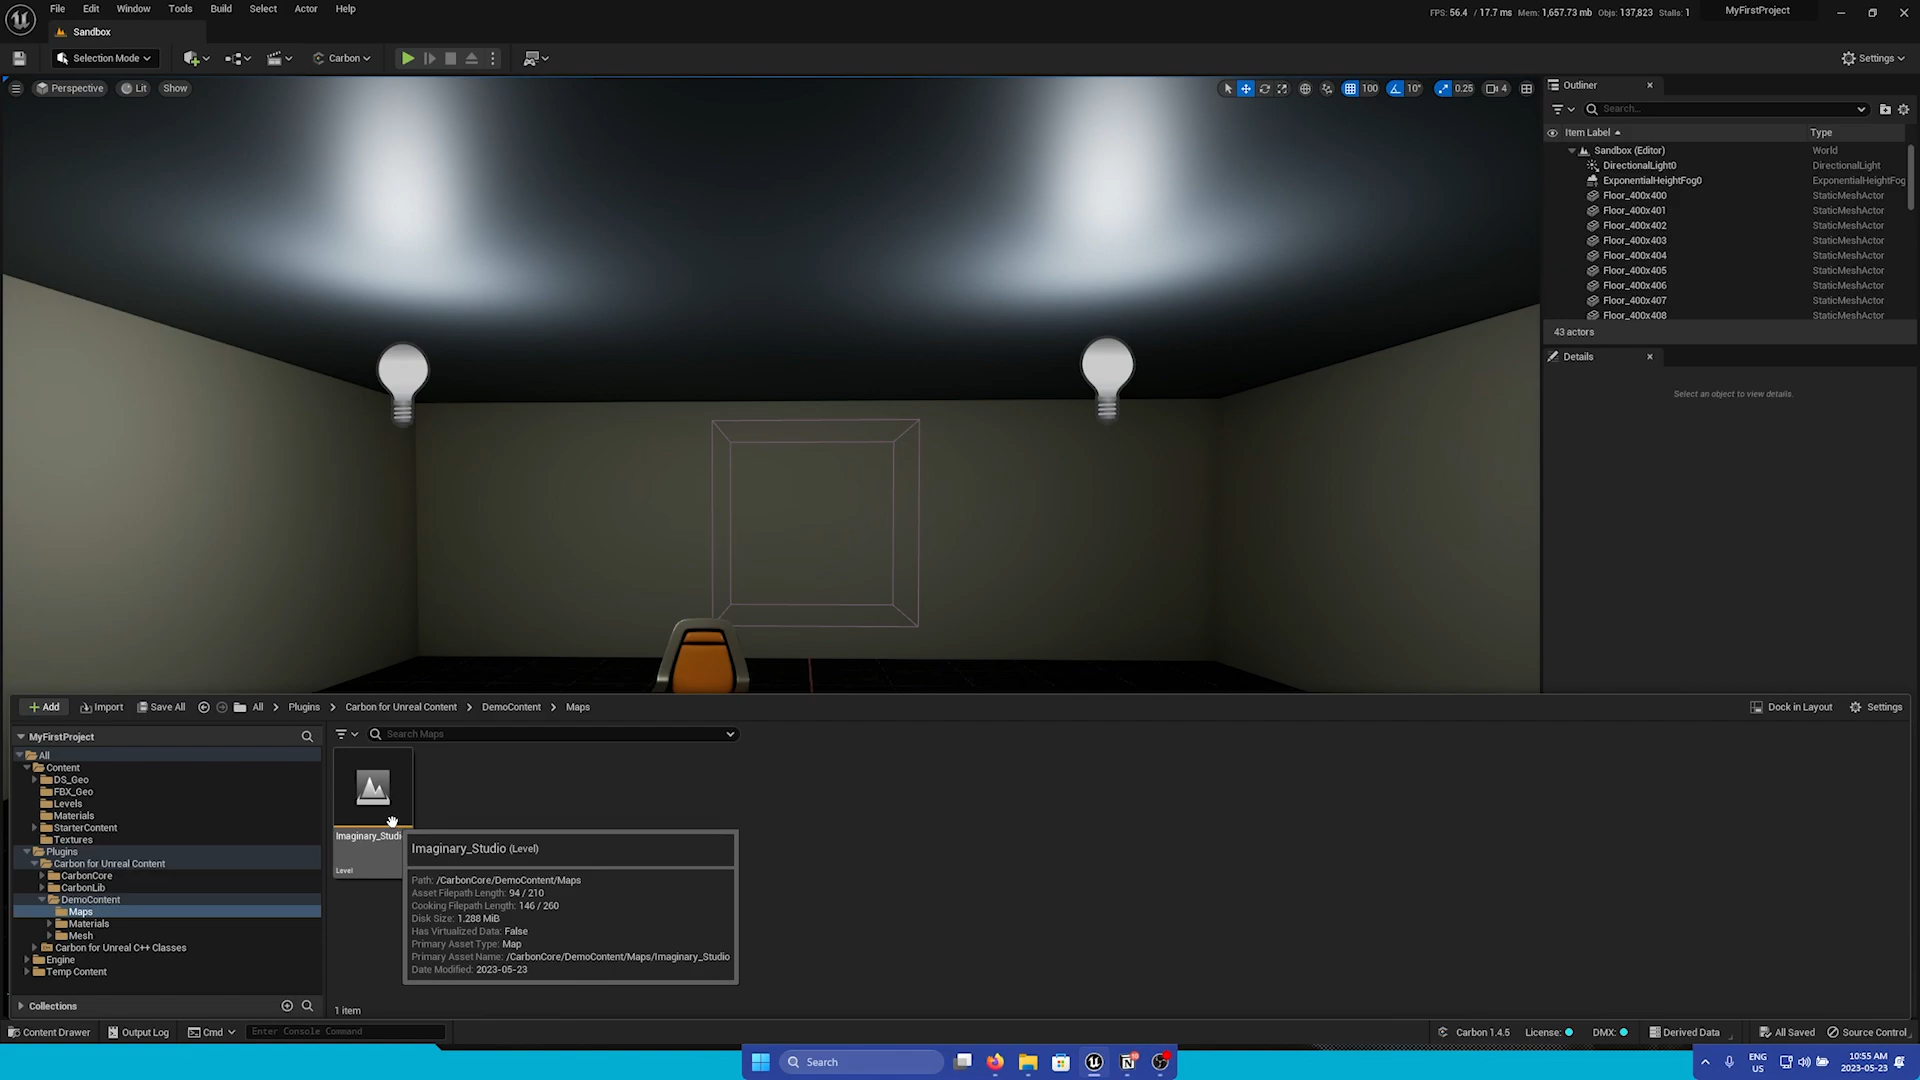 File Edit Window Tools Build Select Actor Help
FPS: 56.4 / 17.7 ms Mem: 1,657.73 mb Objs: 137,823 Stalls: 1
MyFirstProject
Sandbox
Selection Mode
Carbon
Settings
Perspective Lit Show
100 10° 0.25 4
Outliner
Search...
Item Label Type
Sandbox (Editor) World
DirectionalLight0 DirectionalLight
ExponentialHeightFog0 ExponentialHeightFog
Floor_400x400 StaticMeshActor
Floor_400x401 StaticMeshActor
Floor_400x402 StaticMeshActor
Floor_400x403 StaticMeshActor
Floor_400x404 StaticMeshActor
Floor_400x405 StaticMeshActor
Floor_400x406 StaticMeshActor
Floor_400x407 StaticMeshActor
Floor_400x408 StaticMeshActor
43 actors
Details
Select an object to view details.
Add Import Save All All Plugins Carbon for Unreal Content DemoContent Maps
Dock in Layout Settings
MyFirstProject
All
Content
DS_Geo
FBX_Geo
Levels
Materials
StarterContent
Textures
Plugins
Carbon for Unreal Content
CarbonCore
CarbonLib
DemoContent
Maps
Materials
Mesh
Carbon for Unreal C++ Classes
Engine
Temp Content
Collections
Search Maps
Imaginary_Studi
Level
Imaginary_Studio (Level)
Path: /CarbonCore/DemoContent/Maps
Asset Filepath Length: 94 / 210
Cooking Filepath Length: 146 / 260
Disk Size: 1.288 MiB
Has Virtualized Data: False
Primary Asset Type: Map
Primary Asset Name: /CarbonCore/DemoContent/Maps/Imaginary_Studio
Date Modified: 2023-05-23
1 item
Content Drawer Output Log Cmd Enter Console Command
Carbon 1.4.5 License: DMX: Derived Data All Saved Source Control
Search
ENG
US
10:55 AM
2023-05-23